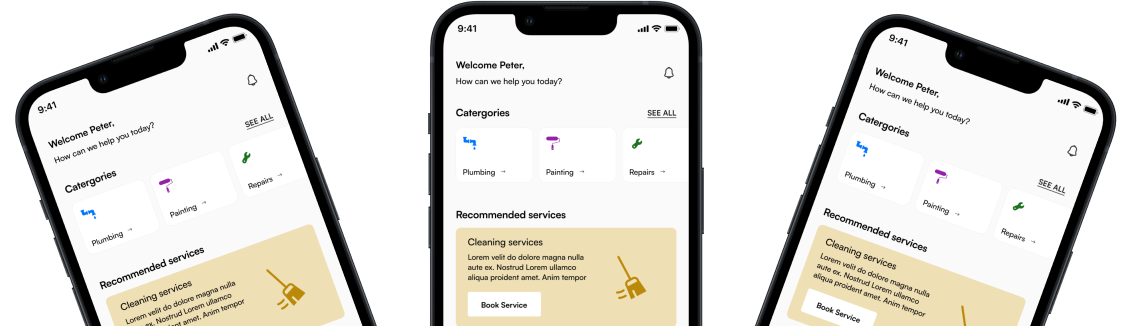 9:41
Welcome Peter,
How can we help you today?
Catergories
SEE ALL
Plumbing →
Painting →
Repairs →
Recommended services
Cleaning services
Lorem velit do dolore magna nulla
aute ex. Nostrud Lorem ullamco
aliqua proident amet. Anim tempor
9:41
Welcome Peter,
How can we help you today?
Catergories
SEE ALL
Plumbing →
Painting →
Repairs →
Recommended services
Cleaning services
Lorem velit do dolore magna nulla
aute ex. Nostrud Lorem ullamco
aliqua proident amet. Anim tempor
Book Service
9:41
Welcome Peter,
How can we help you today?
Catergories
SEE ALL
Plumbing →
Painting →
Repairs →
Recommended services
Cleaning services
Lorem velit do dolore magna nulla
aute ex. Nostrud Lorem ullamco
aliqua proident amet. Anim tempor
Book Service